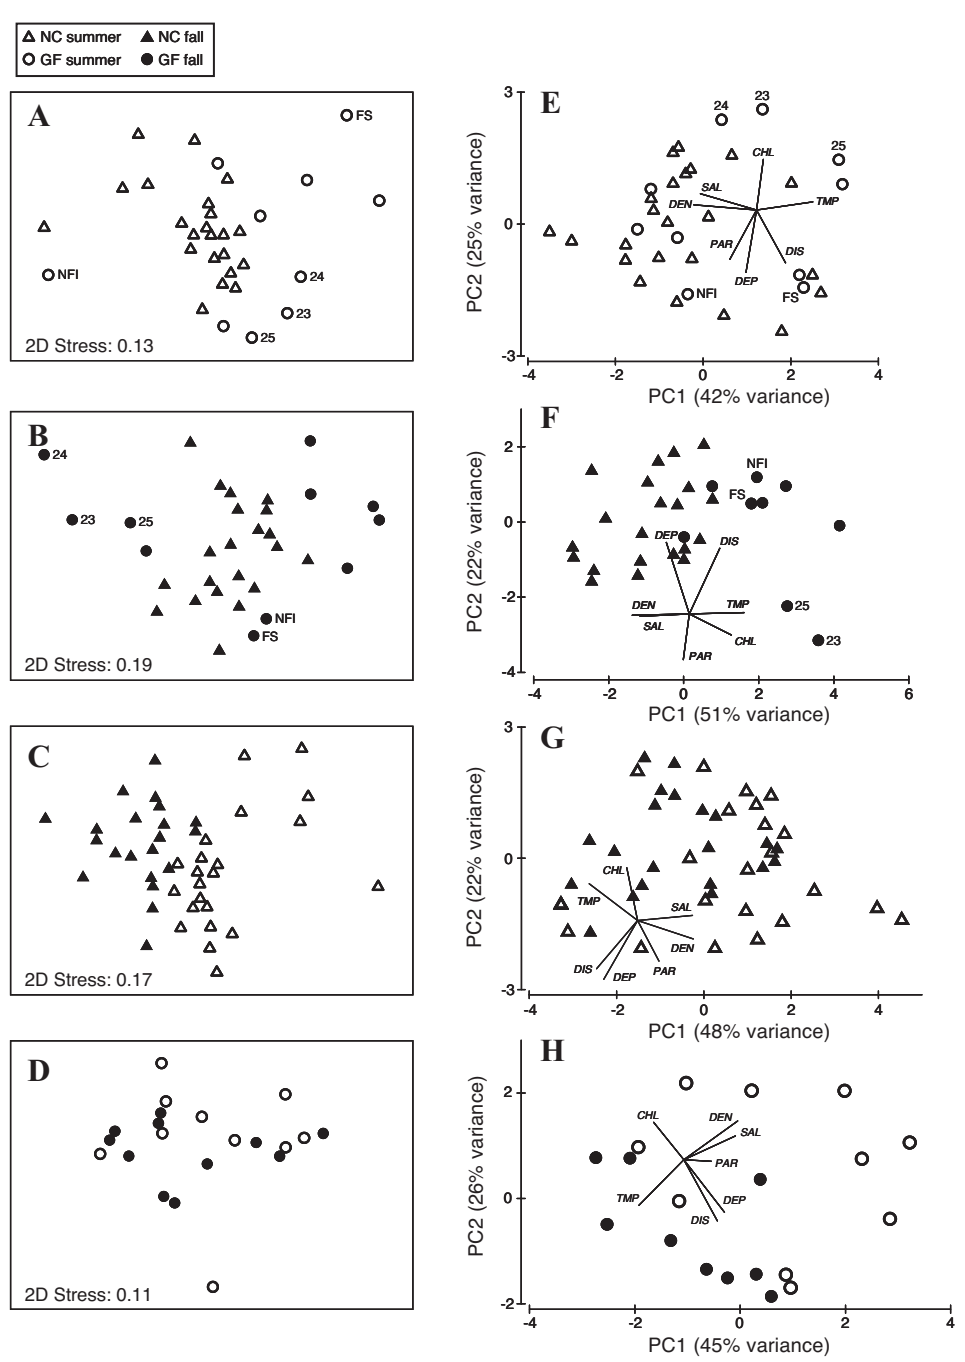 NC summer NC fall
GF summer GF fall
A
FS
NFI
24
23
25
2D Stress: 0.13
E
3
0
-3
PC2 (25% variance)
23
24
25
CHL
SAL
DEN
TMP
PAR
DIS
DEP
NFI
FS
-4 -2 0 2 4
PC1 (42% variance)
B
24
23
25
NFI
FS
2D Stress: 0.19
F
2
0
-2
-4
PC2 (22% variance)
NFI
FS
DEP
DIS
DEN
TMP
SAL
CHL
PAR
25
23
-4 -2 0 2 4 6
PC1 (51% variance)
C
2D Stress: 0.17
G
3
0
-3
PC2 (22% variance)
CHL
TMP
SAL
DEN
DIS
DEP
PAR
-4 -2 0 2 4
PC1 (48% variance)
D
2D Stress: 0.11
H
2
0
-2
PC2 (26% variance)
CHL
DEN
SAL
PAR
TMP
DEP
DIS
-4 -2 0 2 4
PC1 (45% variance)